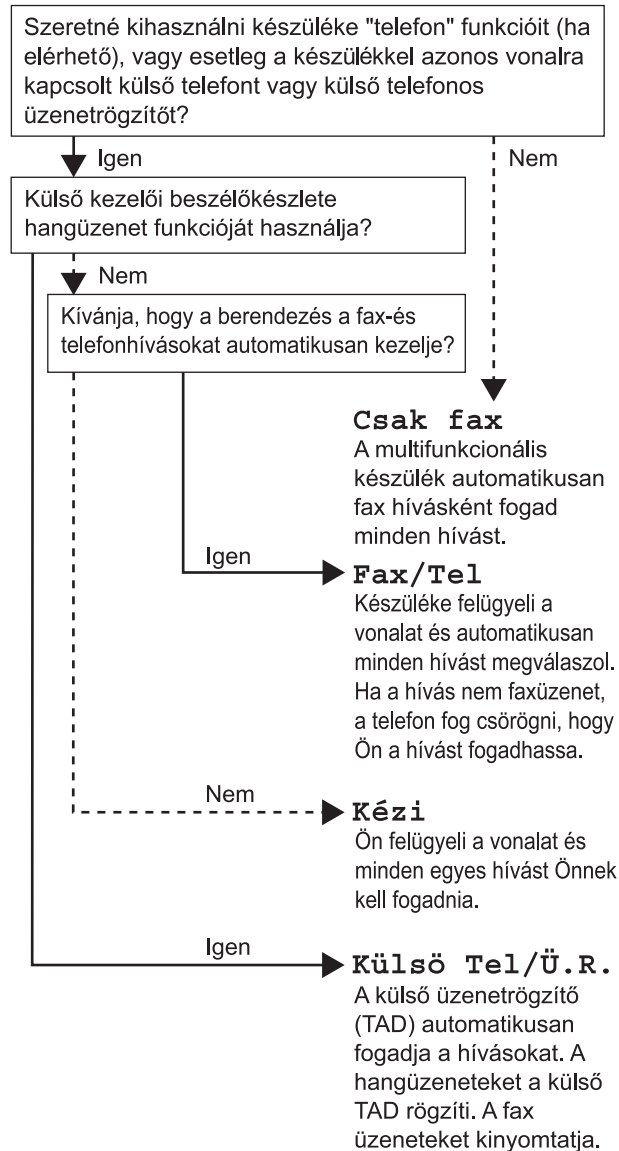 Szeretné kihasználni készüléke "telefon" funkcióit (ha
elérhető), vagy esetleg a készülékkel azonos vonalra
kapcsolt külső telefont vagy külső telefonos
üzenetrögzítőt?
Igen
Nem
Külső kezelői beszélőkészlete
hangüzenet funkcióját használja?
Nem
Kívánja, hogy a berendezés a fax-és
telefonhívásokat automatikusan kezelje?
Csak fax
A multifunkcionális
készülék automatikusan
fax hívásként fogad
minden hívást.
Igen
Fax/Tel
Készüléke felügyeli a
vonalat és automatikusan
minden hívást megválaszol.
Ha a hívás nem faxüzenet,
a telefon fog csörögni, hogy
Ön a hívást fogadhassa.
Nem
Kézi
Ön felügyeli a vonalat és
minden egyes hívást Önnek
kell fogadnia.
Igen
Külsö Tel/Ü.R.
A külső üzenetrögzítő
(TAD) automatikusan
fogadja a hívásokat. A
hangüzeneteket a külső
TAD rögzíti. A fax
üzeneteket kinyomtatja.